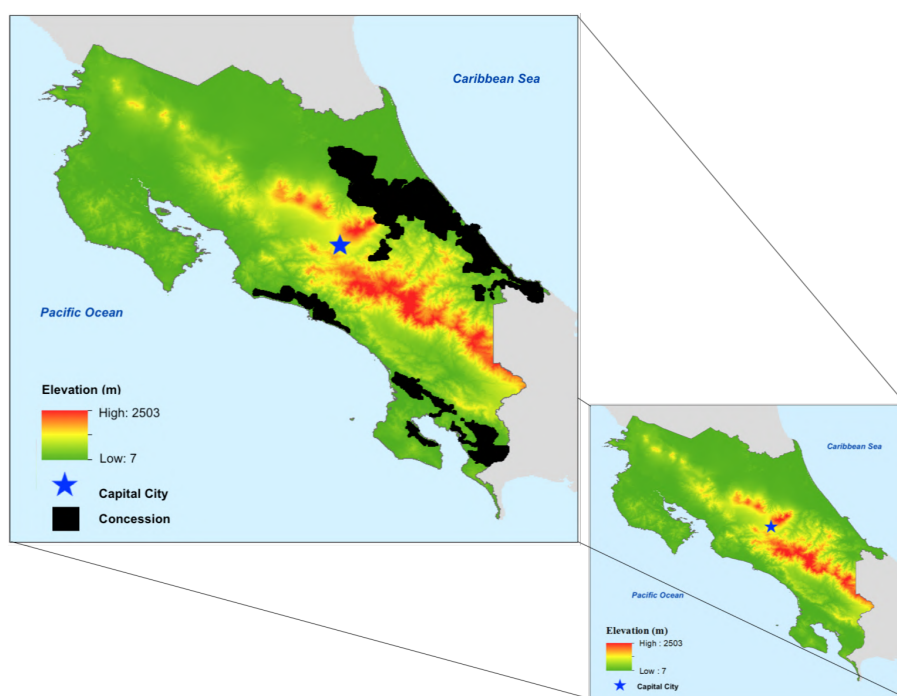 Caribbean Sea
Pacific Ocean
Elevation (m)
High: 2503
Low: 7
Capital City
Concession
Caribbean Sea
Pacific Ocean
Elevation (m)
High : 2503
Low : 7
Capital City